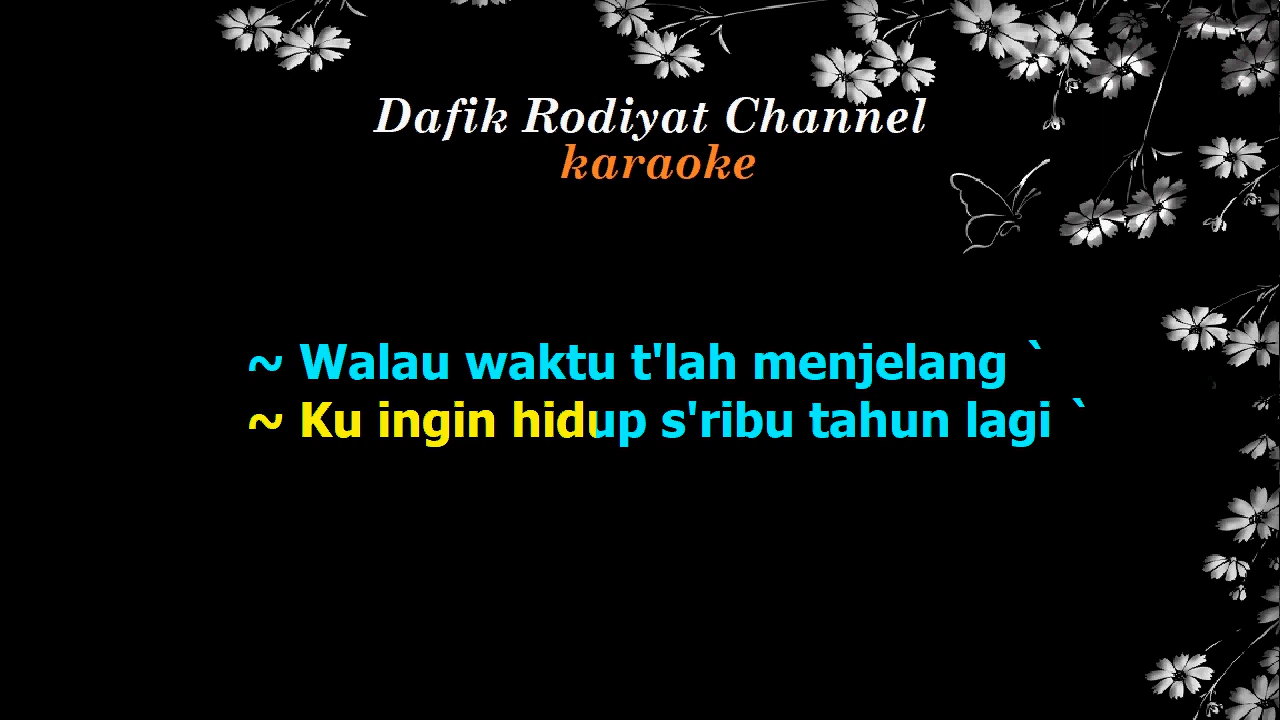 Dafik Rodiyat Channel
karaoke
~ Walau waktu t'lah menjelang `
~ Ku ingin hidup s'ribu tahun lagi `